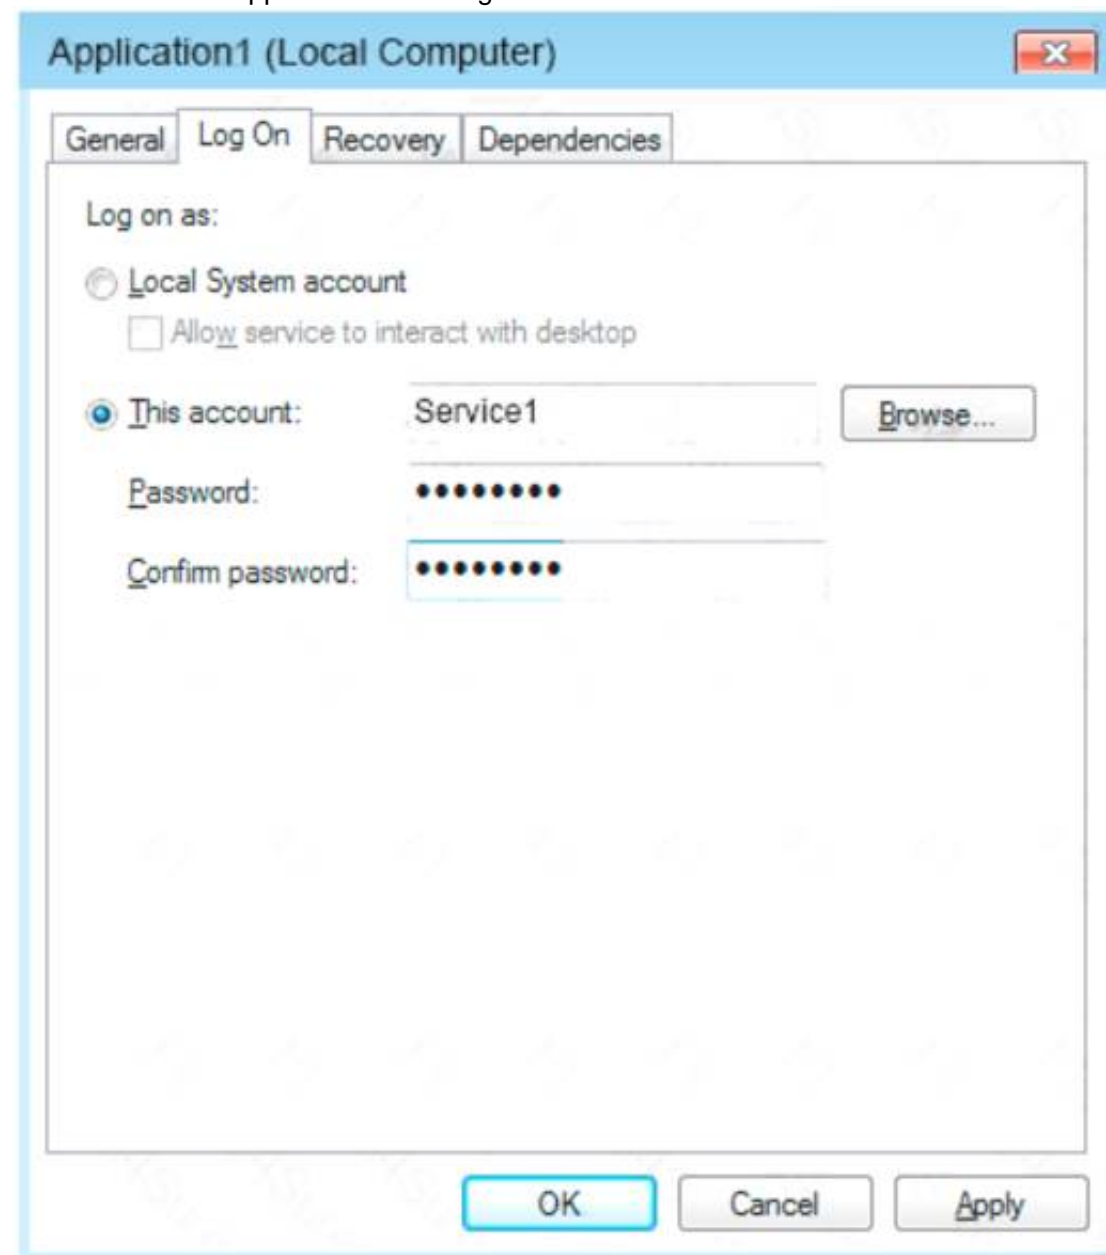 Application1 (Local Computer)
General Log On Recovery Dependencies
Log on as:
Local System account
Allow service to interact with desktop
This account: Service1 Browse...
Password: ••••••••
Confirm password: ••••••••
OK Cancel Apply